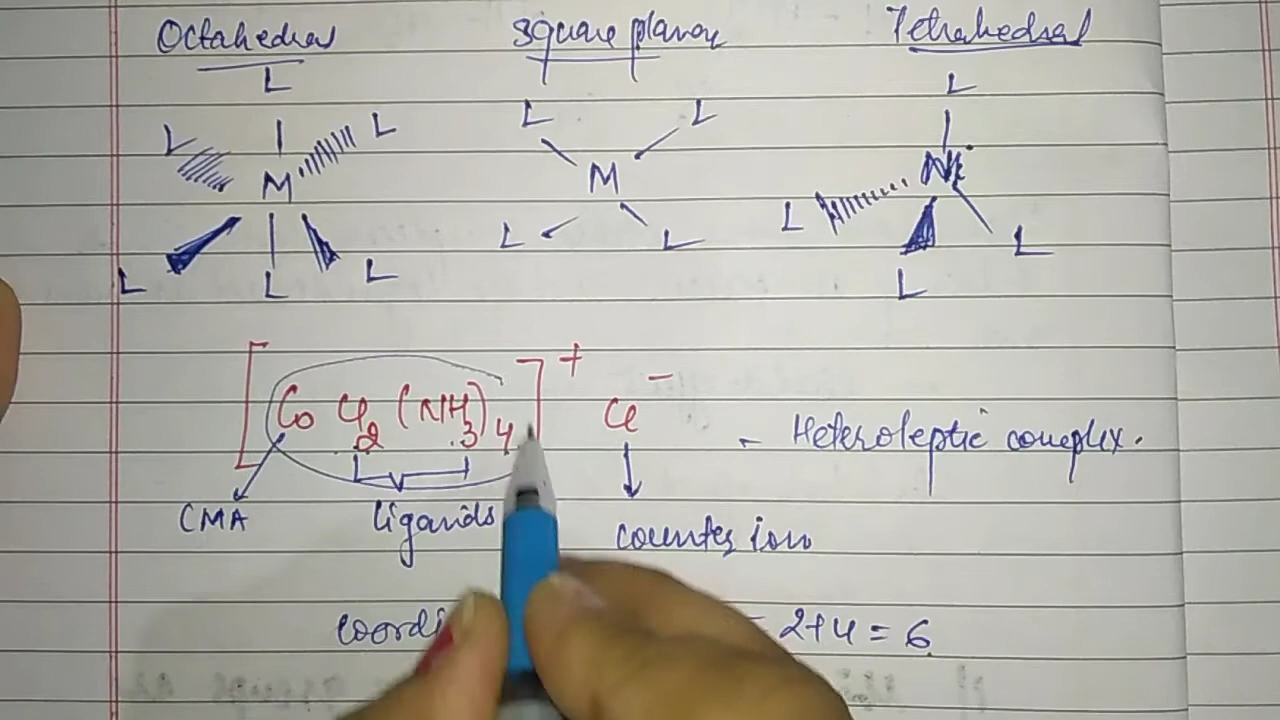 Octahedral square planar Tetrahedral
L
L L L L
M M M
L L L
L L L L
L
[Co Cl2 (NH3)4]+ Cl−
- Heteroleptic complex.
CMA ligands counter ion
= 2+4 = 6